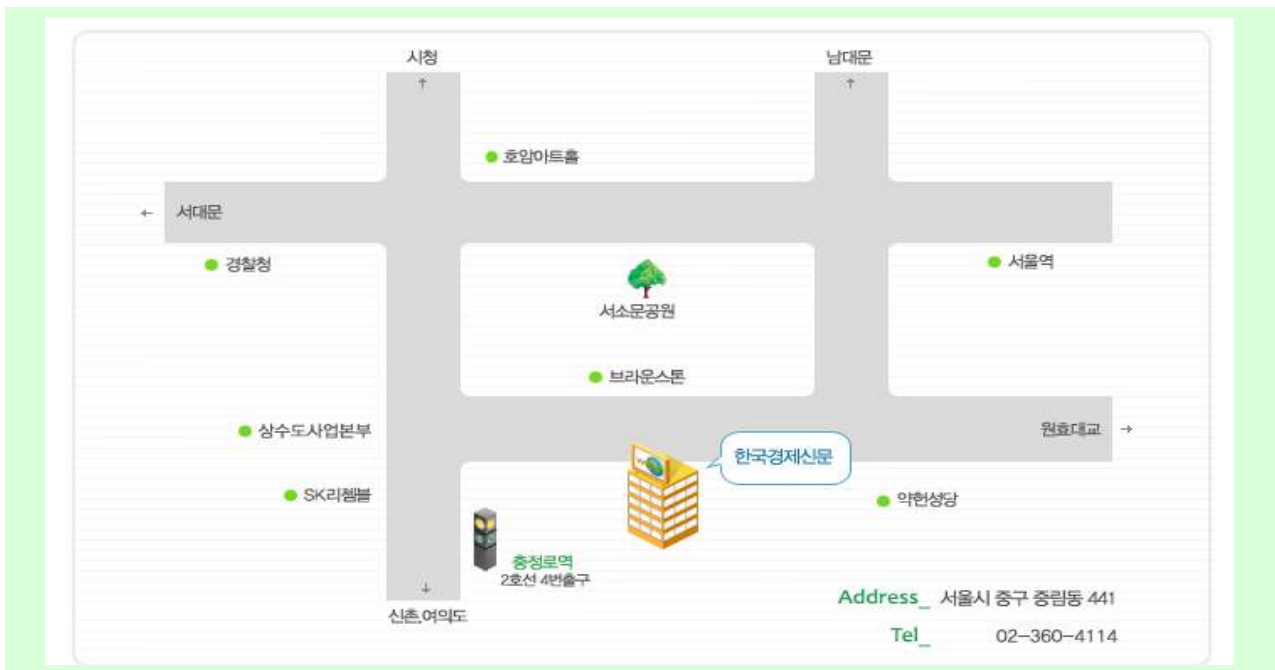 시청
남대문
↑
↑
호암아트홀
← 서대문
경찰청
서울역
서소문공원
브라운스톤
상수도사업본부
원효대교 →
한국경제신문
SK리쳄블
약현성당
충정로역
2호선 4번출구
↓
신촌.여의도
Address_ 서울시 중구 중림동 441
Tel_ 02-360-4114